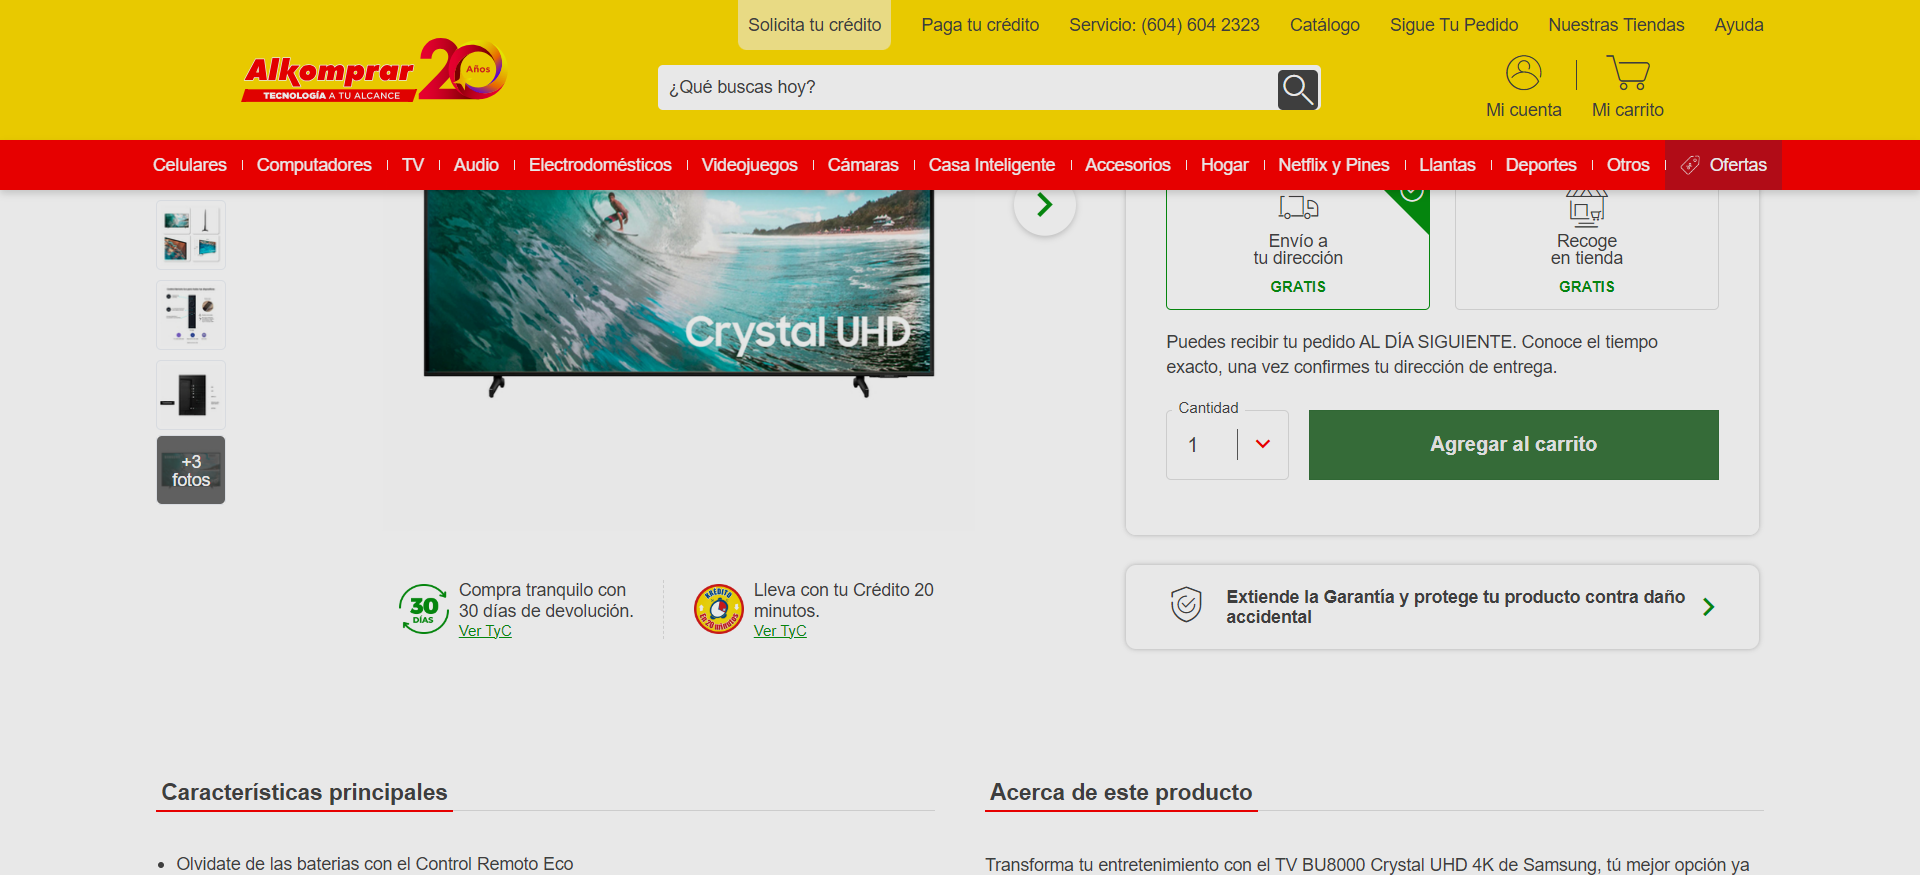 Solicita tu crédito
Paga tu crédito
Servicio: (604) 604 2323
Catálogo
Sigue Tu Pedido
Nuestras Tiendas
Ayuda
Alkomprar 20 Años
TECNOLOGÍA A TU ALCANCE
¿Qué buscas hoy?
Mi cuenta
Mi carrito
Celulares
Computadores
TV
Audio
Electrodomésticos
Videojuegos
Cámaras
Casa Inteligente
Accesorios
Hogar
Netflix y Pines
Llantas
Deportes
Otros
Ofertas
Crystal UHD
+3
fotos
Envío a
tu dirección
GRATIS
Recoge
en tienda
GRATIS
Puedes recibir tu pedido AL DÍA SIGUIENTE. Conoce el tiempo
exacto, una vez confirmes tu dirección de entrega.
Cantidad
1
Agregar al carrito
30
DÍAS
Compra tranquilo con
30 días de devolución.
Ver TyC
KREDITO
En 20 minutos
Lleva con tu Crédito 20
minutos.
Ver TyC
Extiende la Garantía y protege tu producto contra daño
accidental
Características principales
Olvidate de las baterias con el Control Remoto Eco
Acerca de este producto
Transforma tu entretenimiento con el TV BU8000 Crystal UHD 4K de Samsung, tú mejor opción ya